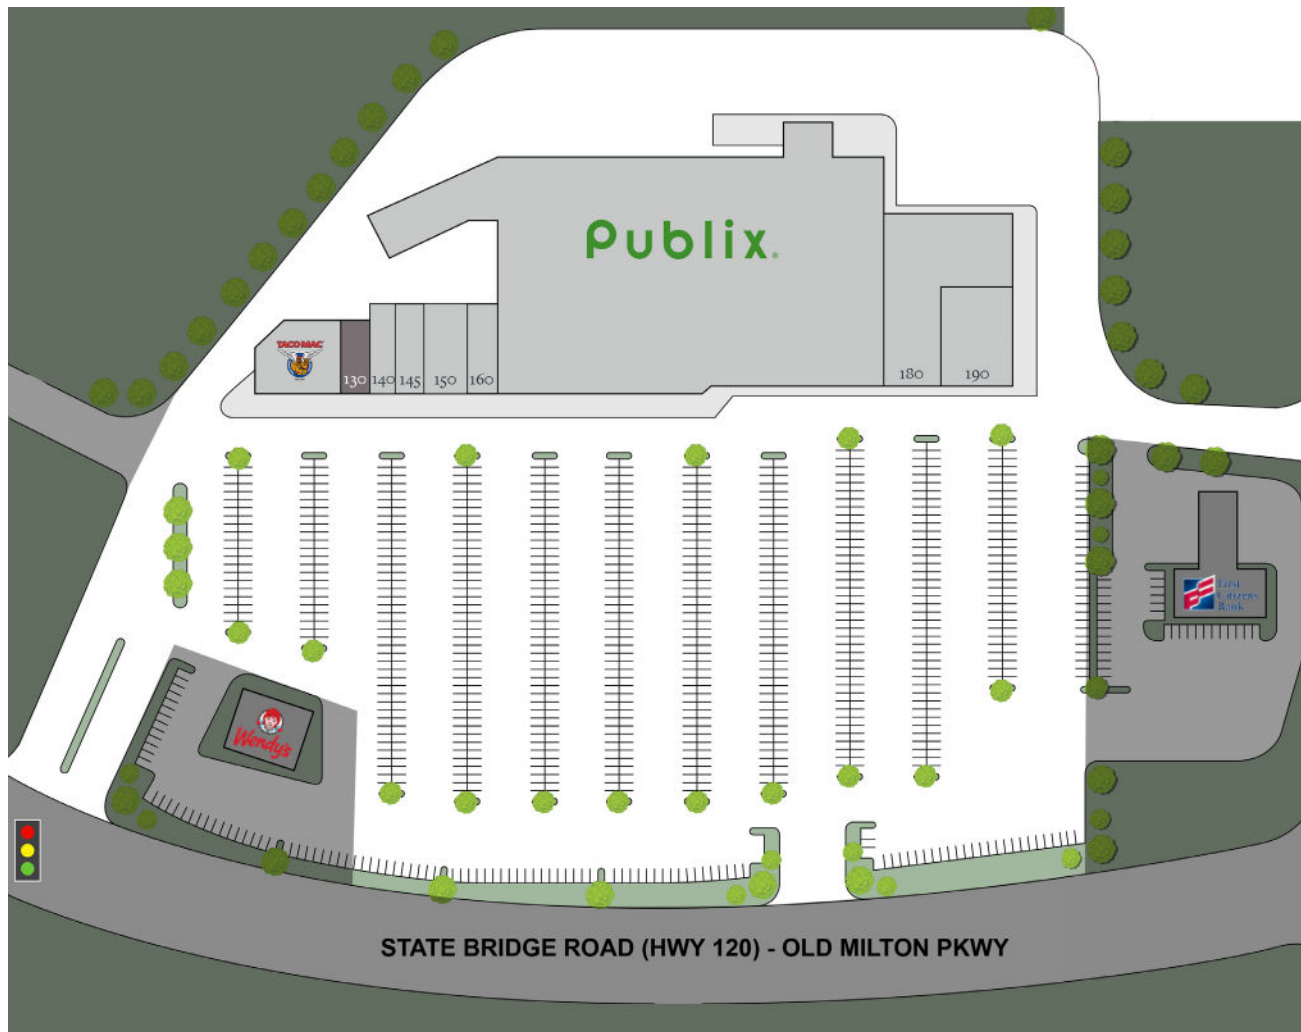 Publix.
TACO MAC
130 140 145 150 160
180 190
First
Citizens
Bank
Wendy's
STATE BRIDGE ROAD (HWY 120) - OLD MILTON PKWY